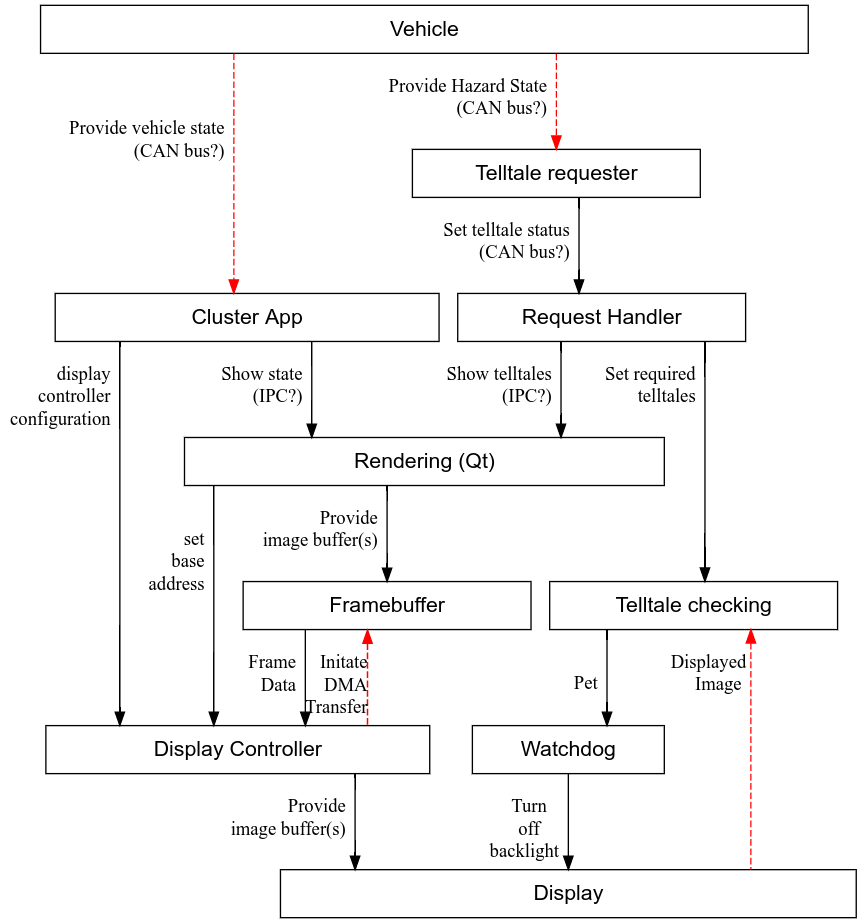 Vehicle
Provide Hazard State
(CAN bus?)
Provide vehicle state
(CAN bus?)
Telltale requester
Set telltale status
(CAN bus?)
Cluster App
Request Handler
display
controller
configuration
Show state
(IPC?)
Show telltales
(IPC?)
Set required
telltales
Rendering (Qt)
set
base
address
Provide
image buffer(s)
Framebuffer
Telltale checking
Frame
Data
Initate
DMA
Transfer
Pet
Displayed
Image
Display Controller
Watchdog
Provide
image buffer(s)
Turn
off
backlight
Display